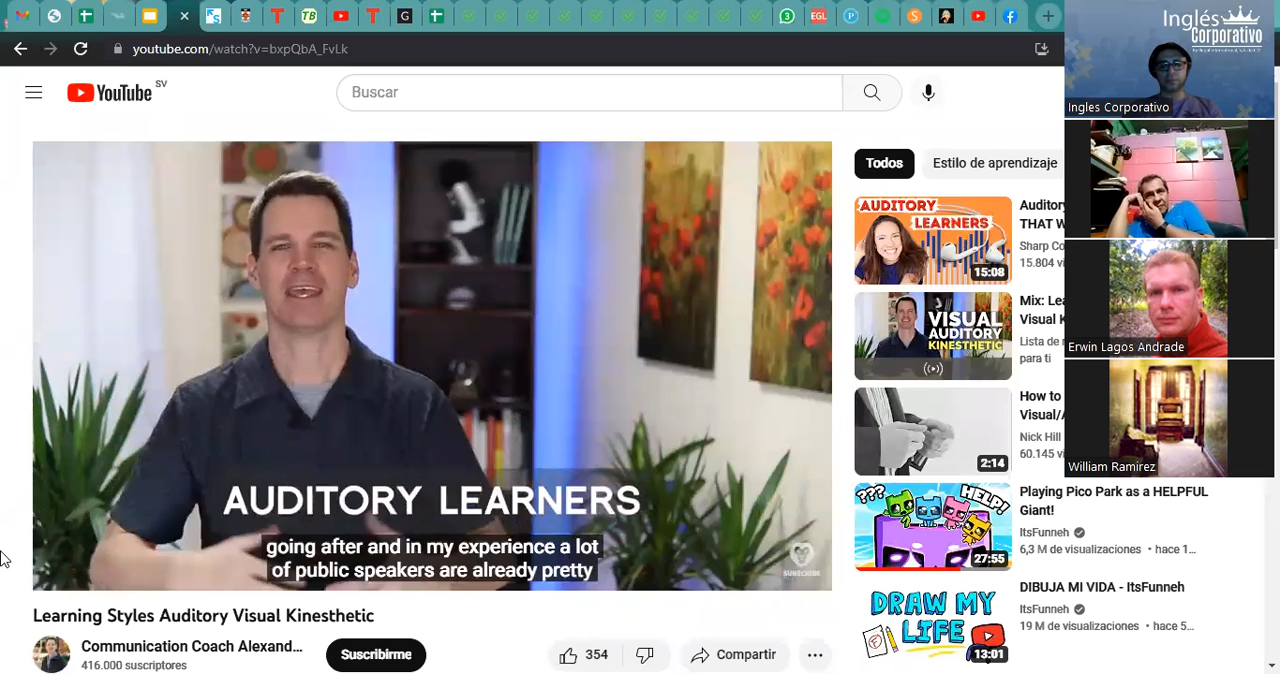 EGL
youtube.com/watch?v=bxpQbA_FvLk
YouTube
SV
Buscar
AUDITORY LEARNERS
going after and in my experience a lot
of public speakers are already pretty
SUBSCRIBE
Learning Styles Auditory Visual Kinesthetic
Communication Coach Alexand...
416.000 suscriptores
Suscribirme
354
Compartir
Todos
Estilo de aprendizaje
AUDITORY
LEARNERS
15:08
Auditory
THAT W
Sharp Co
15.804 vi
VISUAL
AUDITORY
KINESTHETIC
Mix: Lea
Visual K
Lista de r
para ti
2:14
How to
Visual/A
Nick Hill
60.145 vi
???
HELP!
27:55
Playing Pico Park as a HELPFUL
Giant!
ItsFunneh
6,3 M de visualizaciones • hace 1...
DRAW MY
LIFE
13:01
DIBUJA MI VIDA - ItsFunneh
ItsFunneh
19 M de visualizaciones • hace 5...
Inglés
Corporativo
Ingles Corporativo
Erwin Lagos Andrade
William Ramirez